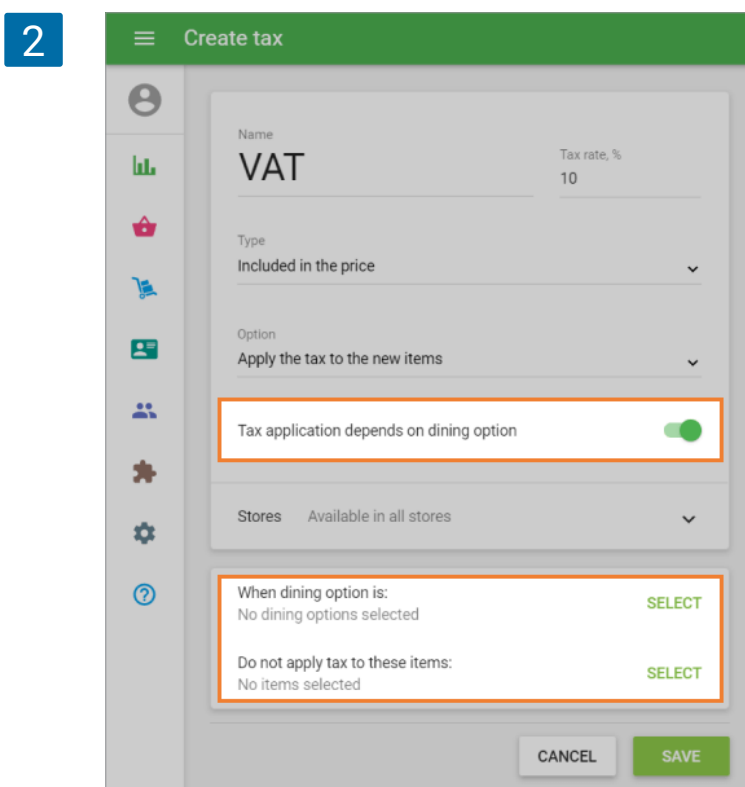 2
Create tax
Name
VAT
Tax rate, %
10
Type
Included in the price
Option
Apply the tax to the new items
Tax application depends on dining option
Stores Available in all stores
When dining option is:
No dining options selected
SELECT
Do not apply tax to these items:
No items selected
SELECT
CANCEL SAVE